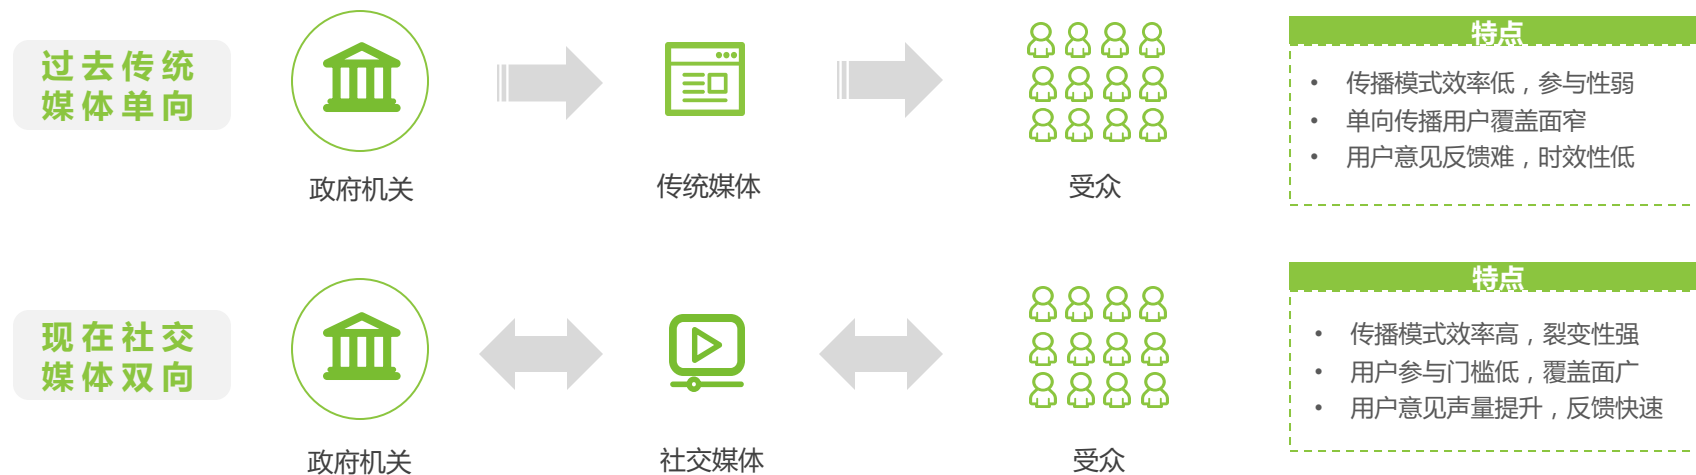 过去传统
媒体单向
政府机关
传统媒体
受众
特点
• 传播模式效率低，参与性弱
• 单向传播用户覆盖面窄
• 用户意见反馈难，时效性低
现在社交
媒体双向
政府机关
社交媒体
受众
特点
• 传播模式效率高，裂变性强
• 用户参与门槛低，覆盖面广
• 用户意见声量提升，反馈快速